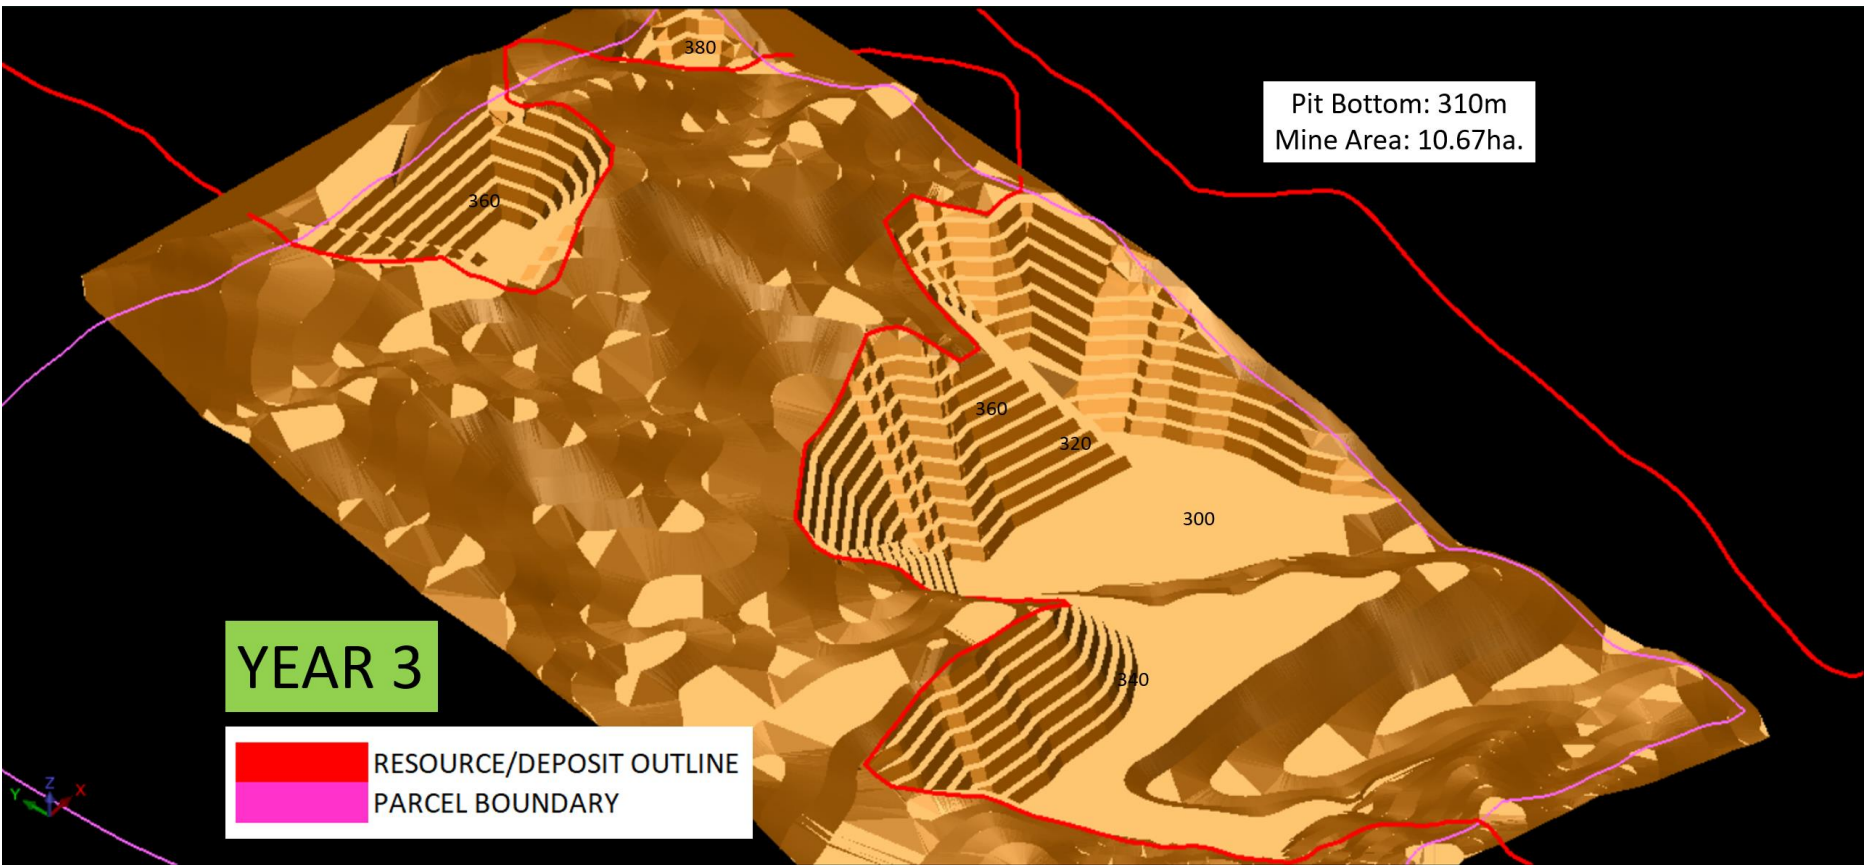 380
Pit Bottom: 310m
Mine Area: 10.67ha.
360
360
320
300
340
YEAR 3
RESOURCE/DEPOSIT OUTLINE
PARCEL BOUNDARY
Z
Y
X